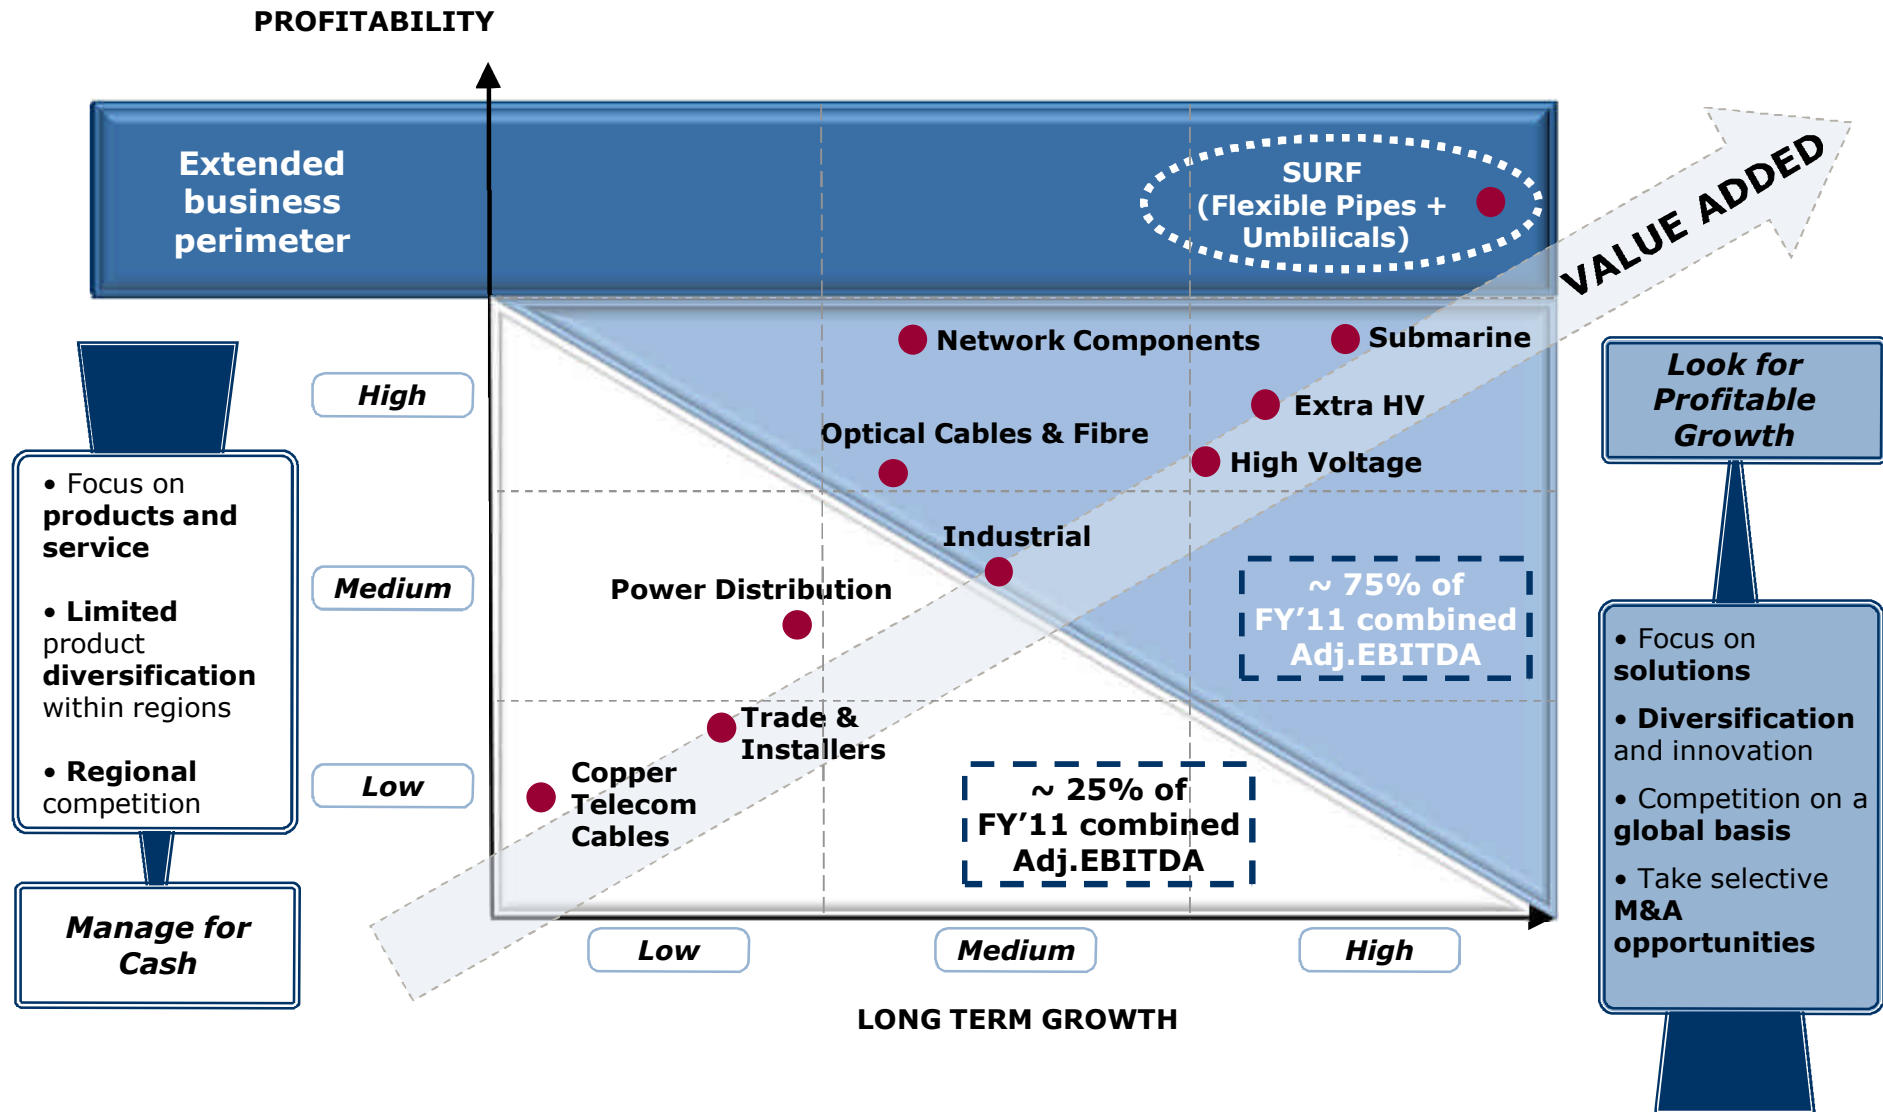 PROFITABILITY
Extended
business
perimeter
SURF
(Flexible Pipes +
Umbilicals)
VALUE ADDED
Network Components
Submarine
High
Extra HV
Optical Cables & Fibre
High Voltage
Look for
Profitable
Growth
• Focus on
products and
service
• Limited
product
diversification
within regions
• Regional
competition
Manage for
Cash
Medium
Industrial
Power Distribution
~ 75% of
FY'11 combined
Adj.EBITDA
Low
Trade &
Installers
Copper
Telecom
Cables
~ 25% of
FY'11 combined
Adj.EBITDA
• Focus on
solutions
• Diversification
and innovation
• Competition on a
global basis
• Take selective
M&A
opportunities
Low
Medium
High
LONG TERM GROWTH